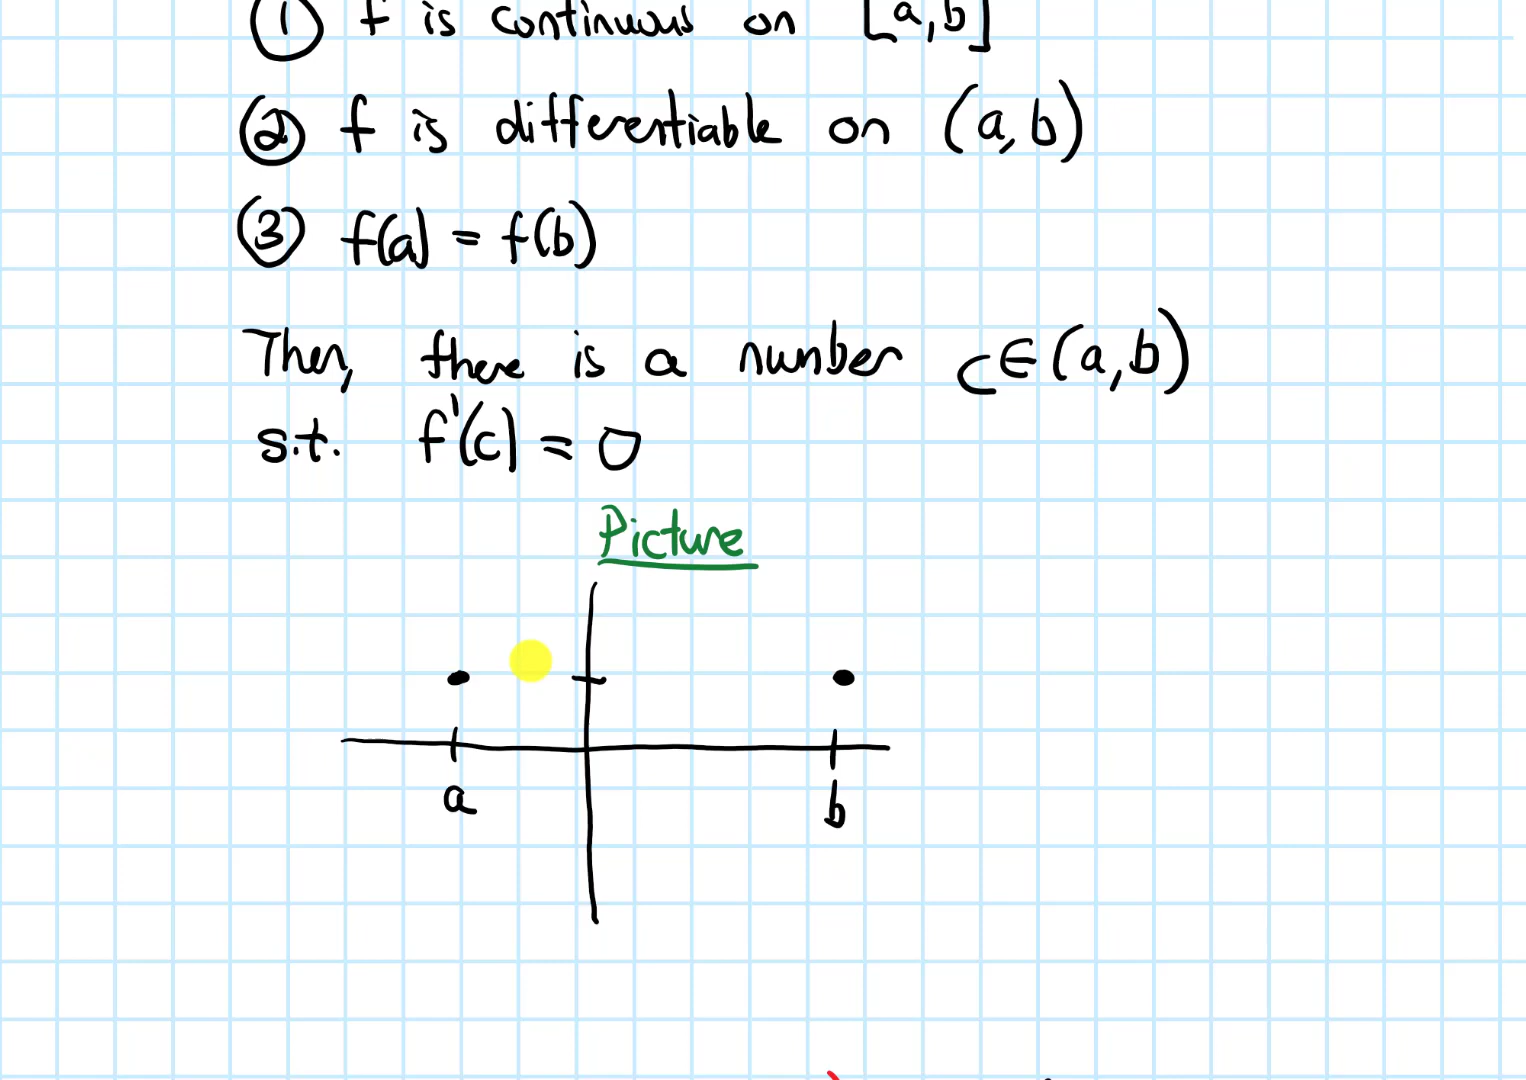 ① f is continuous on [a,b]
② f is differentiable on (a,b)
③ f(a) = f(b)
Then, there is a number c∈(a,b)
s.t. f'(c) = 0
Picture
a
b